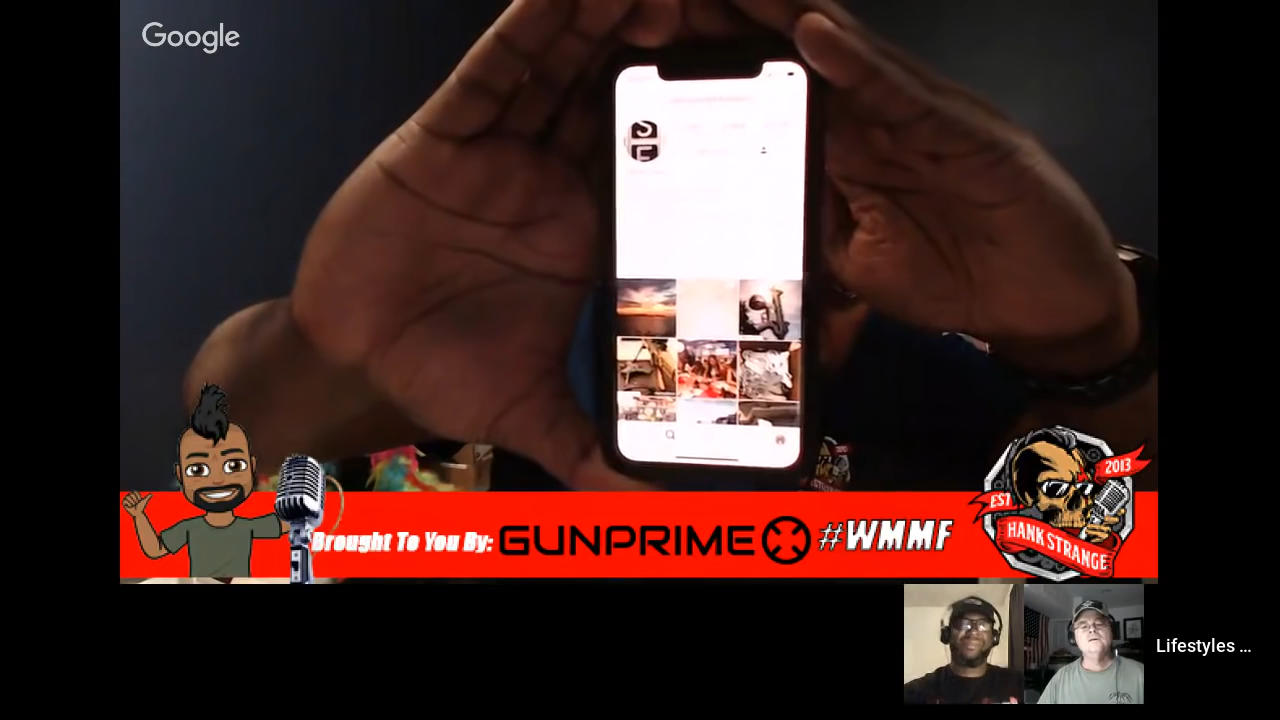 Google
S
E
Brought To You By: GUNPRIME #WMMF
EST
2013
HANK STRANGE
Lifestyles ...